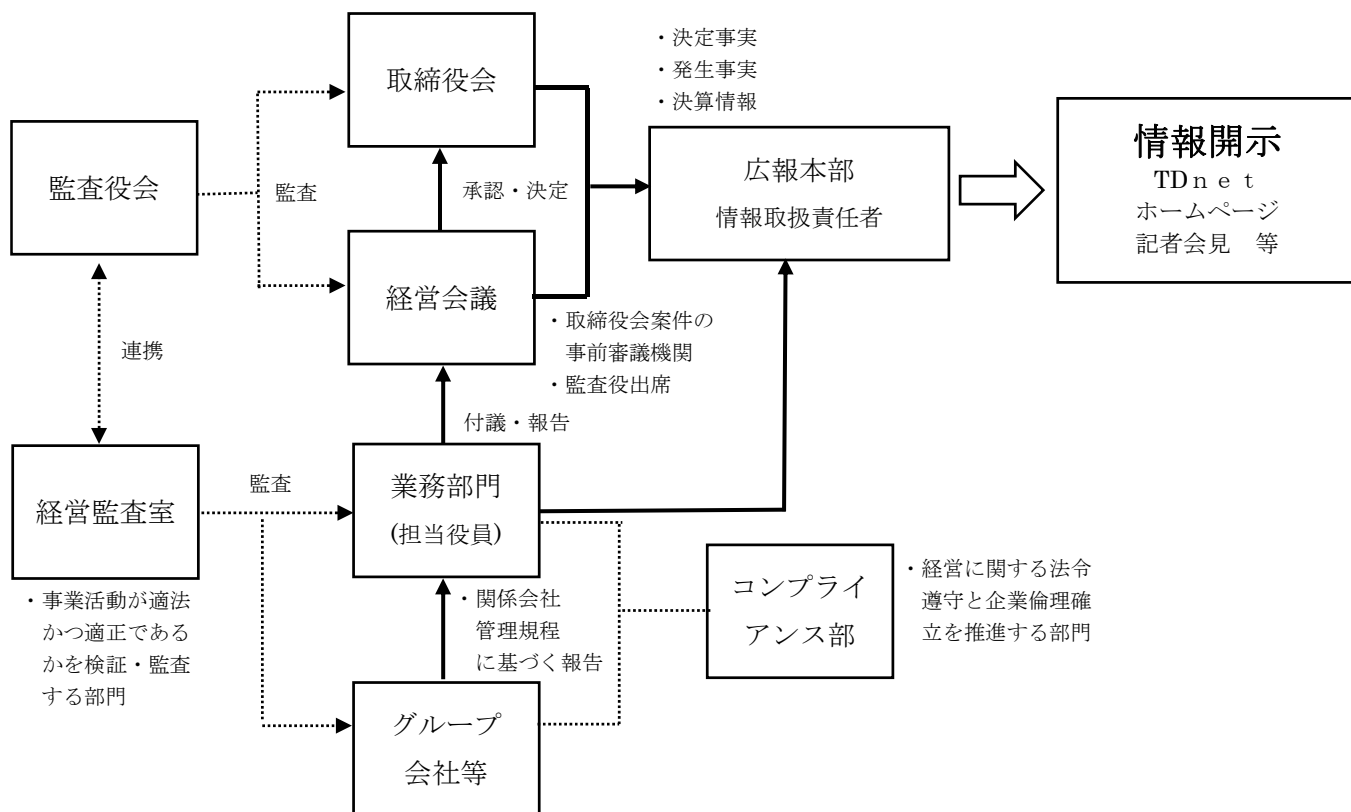 ・決定事実
・発生事実
・決算情報
取締役会
監査役会
監査
承認・決定
広報本部
情報取扱責任者
情報開示
TDｎｅｔ
ホームページ
記者会見　等
経営会議
・取締役会案件の
事前審議機関
・監査役出席
連携
付議・報告
経営監査室
監査
業務部門
(担当役員)
・事業活動が適法
かつ適正である
かを検証・監査
する部門
・関係会社
管理規程
に基づく報告
コンプライ
アンス部
・経営に関する法令
遵守と企業倫理確
立を推進する部門
グループ
会社等